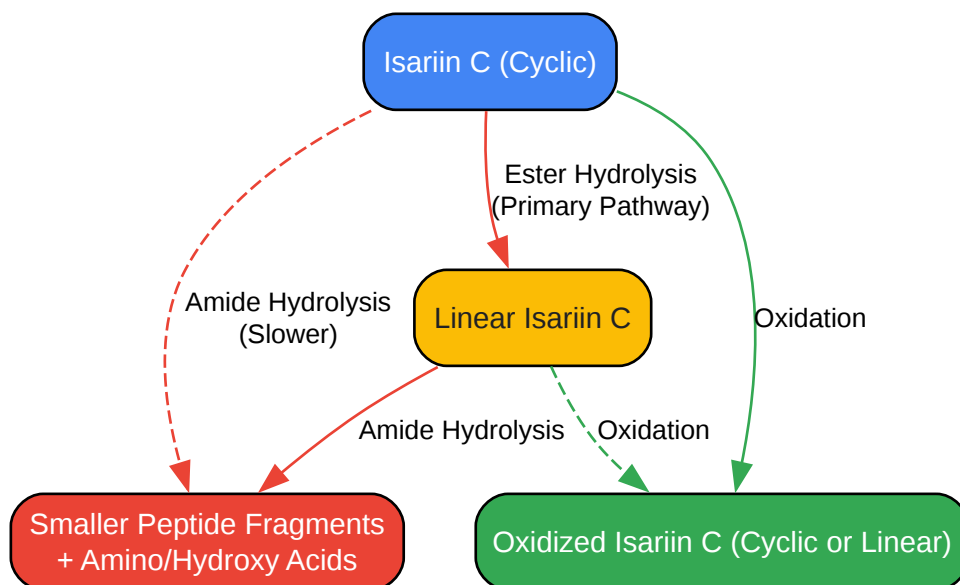 Isariin C (Cyclic)
Ester Hydrolysis
(Primary Pathway)
Amide Hydrolysis
(Slower)
Linear Isariin C
Oxidation
Amide Hydrolysis
Oxidation
Smaller Peptide Fragments
+ Amino/Hydroxy Acids
Oxidized Isariin C (Cyclic or Linear)